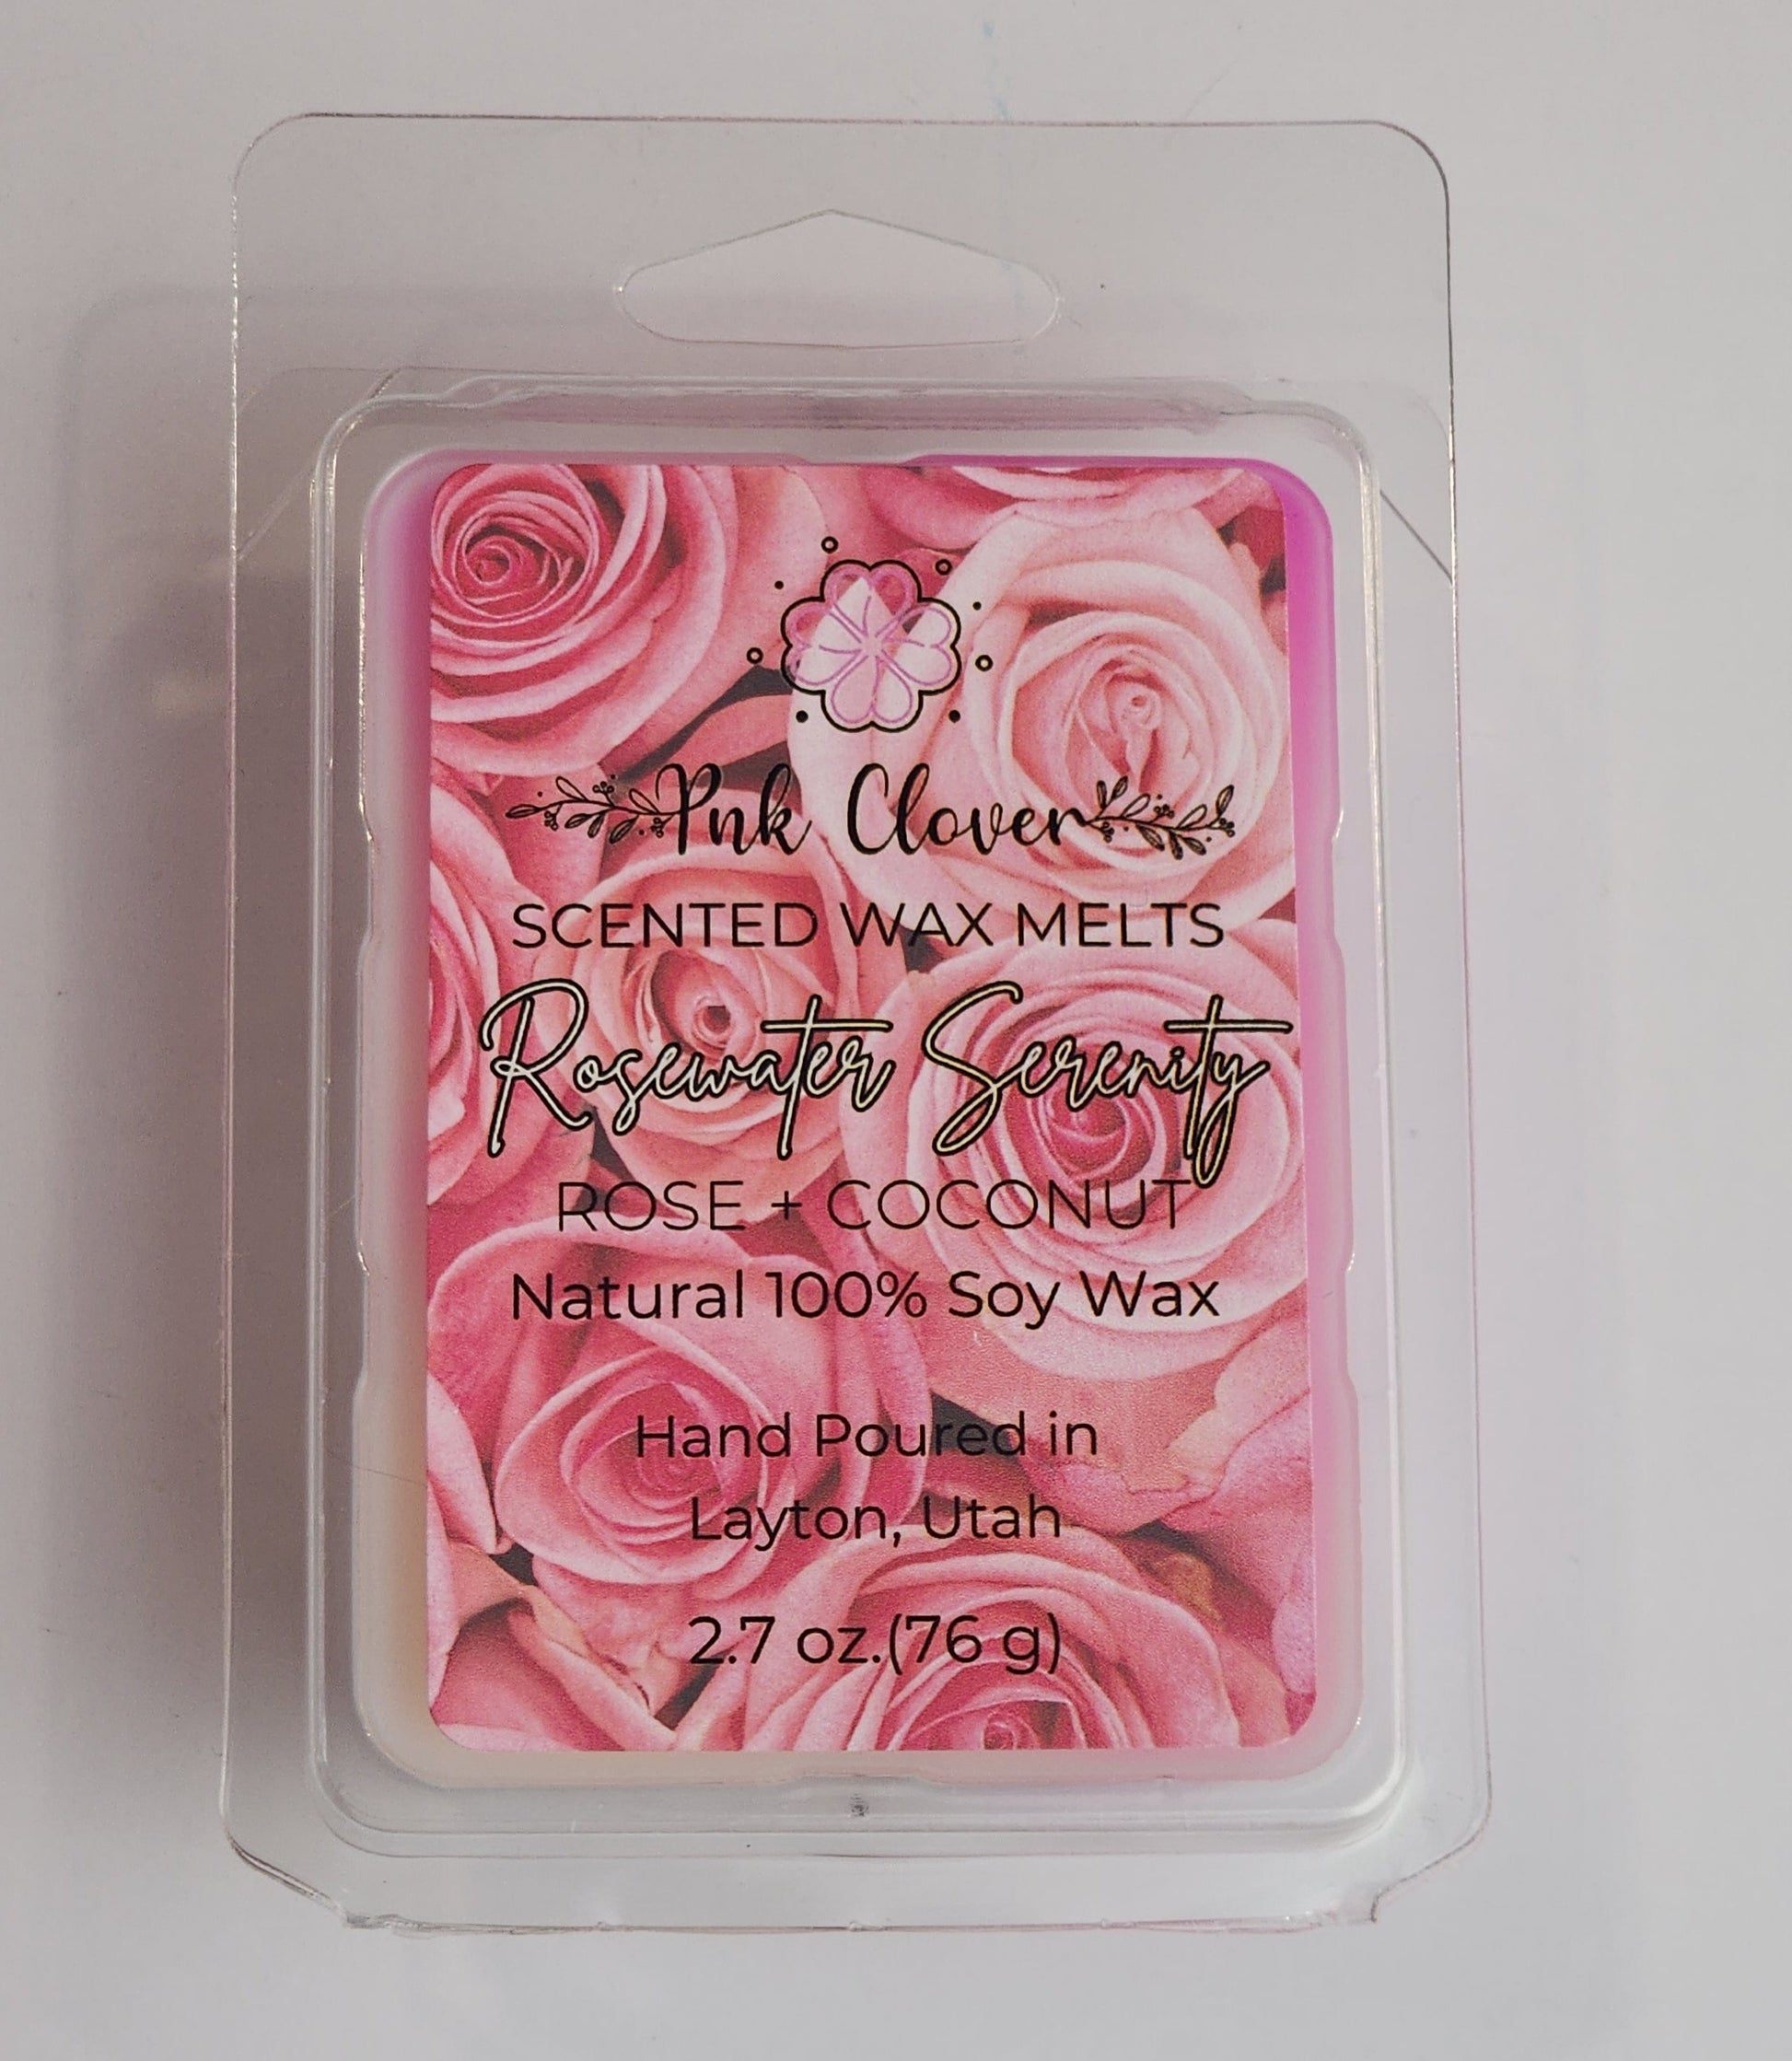 Pnk Clover
SCENTED WAX MELTS
Rosewater Serenity
ROSE + COCONUT
Natural 100% Soy Wax
Hand Poured in
Layton, Utah
2.7 oz.(76 g)